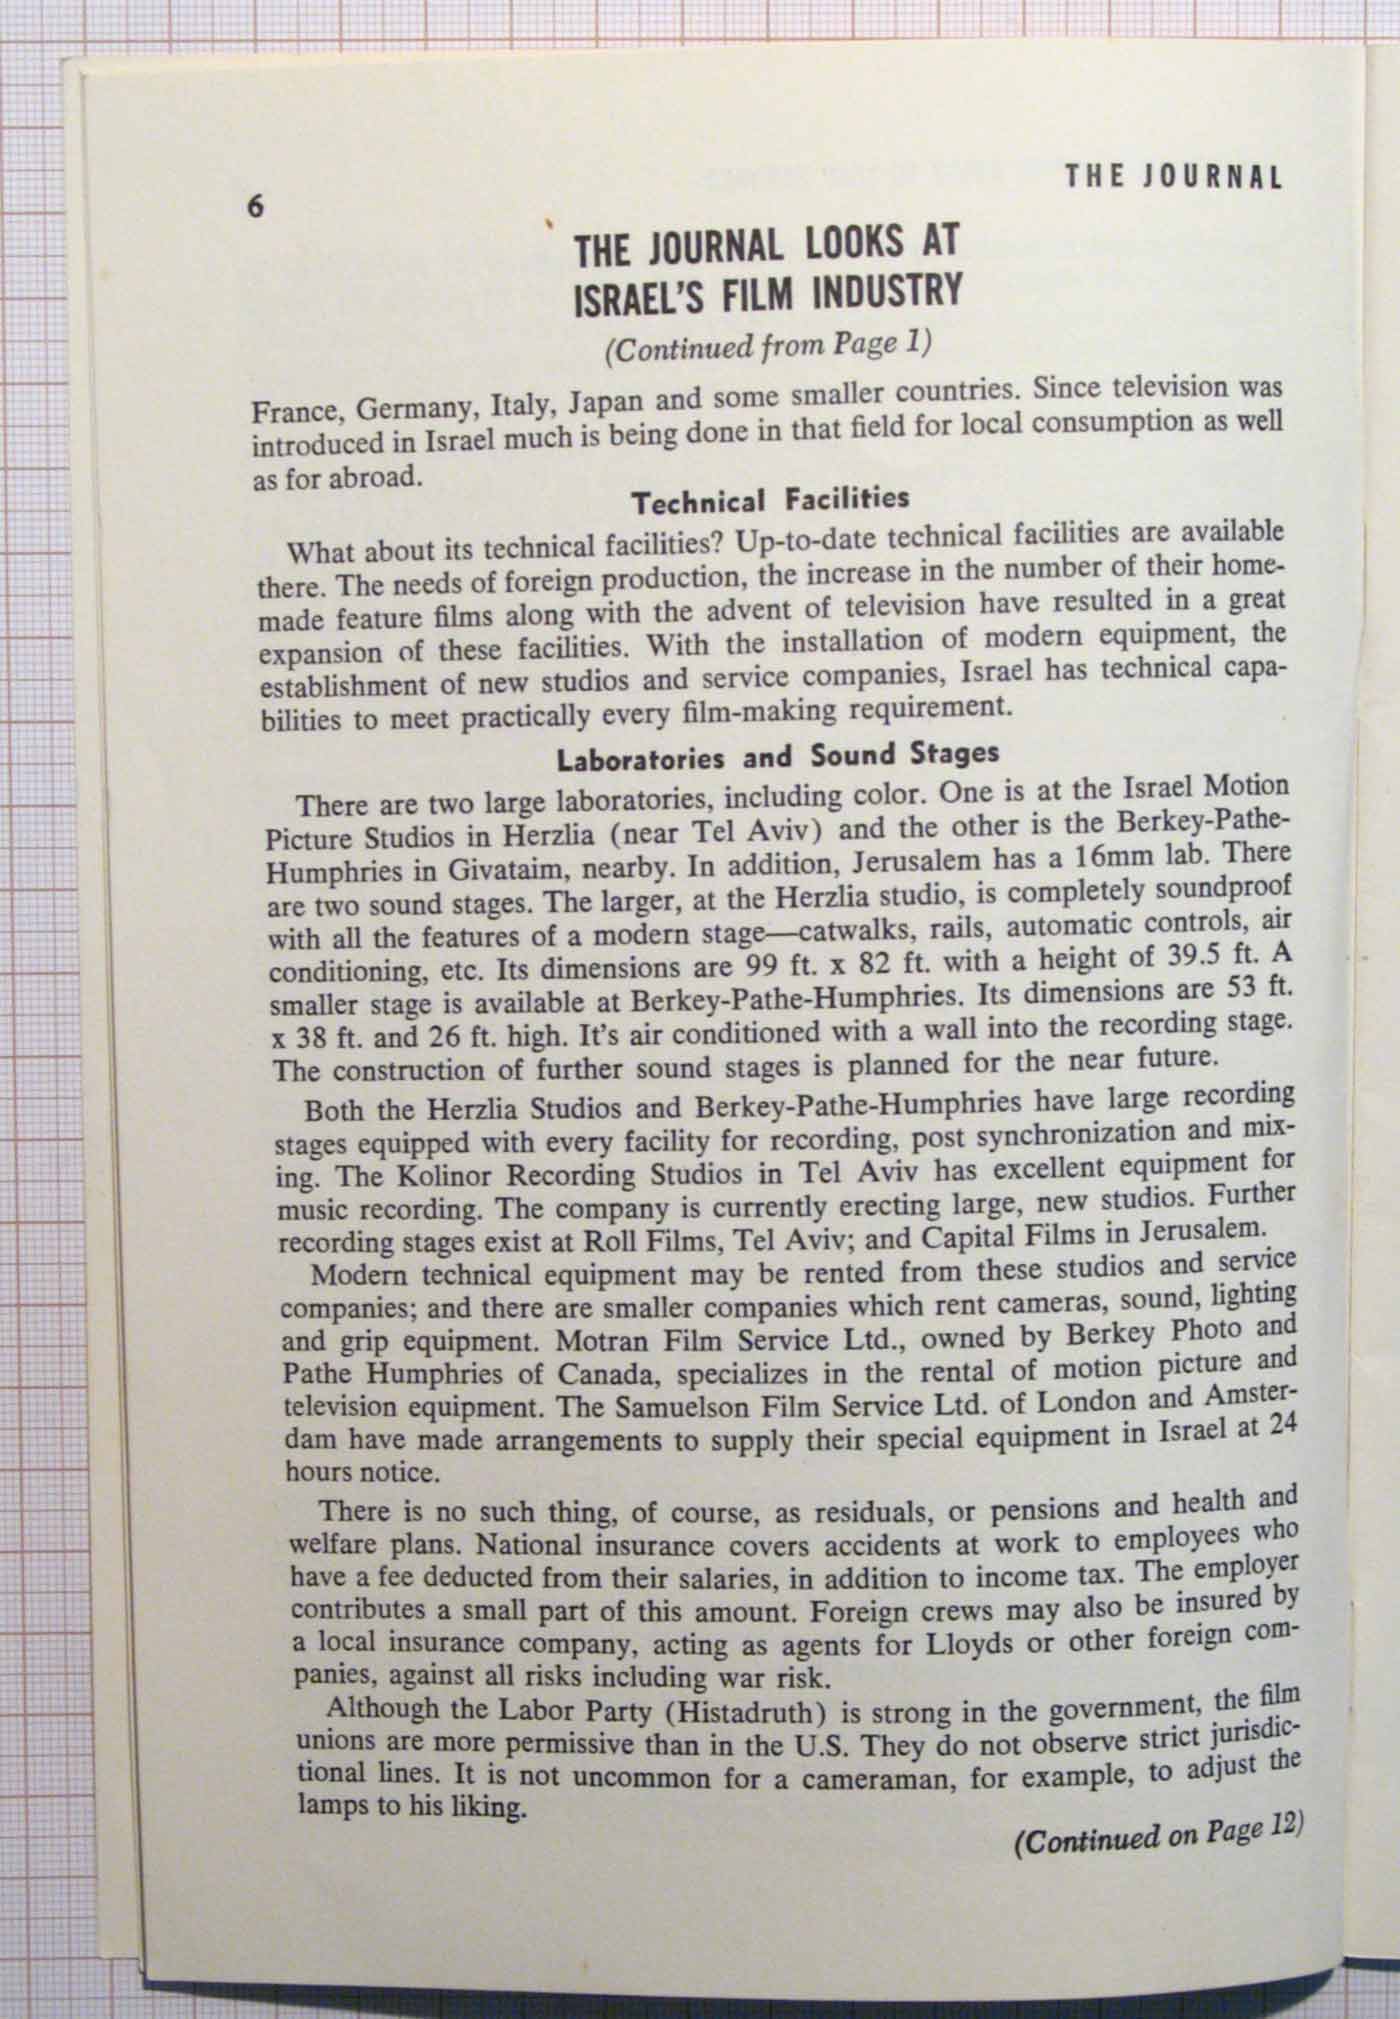 6
THE JOURNAL
THE JOURNAL LOOKS AT
ISRAEL'S FILM INDUSTRY
(Continued from Page 1)
France, Germany, Italy, Japan and some smaller countries. Since television was
introduced in Israel much is being done in that field for local consumption as well
as for abroad.
Technical Facilities
What about its technical facilities? Up-to-date technical facilities are available
there. The needs of foreign production, the increase in the number of their home-
made feature films along with the advent of television have resulted in a great
expansion of these facilities. With the installation of modern equipment, the
establishment of new studios and service companies, Israel has technical capa-
bilities to meet practically every film-making requirement.
Laboratories and Sound Stages
There are two large laboratories, including color. One is at the Israel Motion
Picture Studios in Herzlia (near Tel Aviv) and the other is the Berkey-Pathe-
Humphries in Givataim, nearby. In addition, Jerusalem has a 16mm lab. There
are two sound stages. The larger, at the Herzlia studio, is completely soundproof
with all the features of a modern stage—catwalks, rails, automatic controls, air
conditioning, etc. Its dimensions are 99 ft. x 82 ft. with a height of 39.5 ft. A
smaller stage is available at Berkey-Pathe-Humphries. Its dimensions are 53 ft.
x 38 ft. and 26 ft. high. It's air conditioned with a wall into the recording stage.
The construction of further sound stages is planned for the near future.
Both the Herzlia Studios and Berkey-Pathe-Humphries have large recording
stages equipped with every facility for recording, post synchronization and mix-
ing. The Kolinor Recording Studios in Tel Aviv has excellent equipment for
music recording. The company is currently erecting large, new studios. Further
recording stages exist at Roll Films, Tel Aviv; and Capital Films in Jerusalem.
Modern technical equipment may be rented from these studios and service
companies; and there are smaller companies which rent cameras, sound, lighting
and grip equipment. Motran Film Service Ltd., owned by Berkey Photo and
Pathe Humphries of Canada, specializes in the rental of motion picture and
television equipment. The Samuelson Film Service Ltd. of London and Amster-
dam have made arrangements to supply their special equipment in Israel at 24
hours notice.
There is no such thing, of course, as residuals, or pensions and health and
welfare plans. National insurance covers accidents at work to employees who
have a fee deducted from their salaries, in addition to income tax. The employer
contributes a small part of this amount. Foreign crews may also be insured by
a local insurance company, acting as agents for Lloyds or other foreign com-
panies, against all risks including war risk.
Although the Labor Party (Histadruth) is strong in the government, the film
unions are more permissive than in the U.S. They do not observe strict jurisdic-
tional lines. It is not uncommon for a cameraman, for example, to adjust the
lamps to his liking.
(Continued on Page 12)